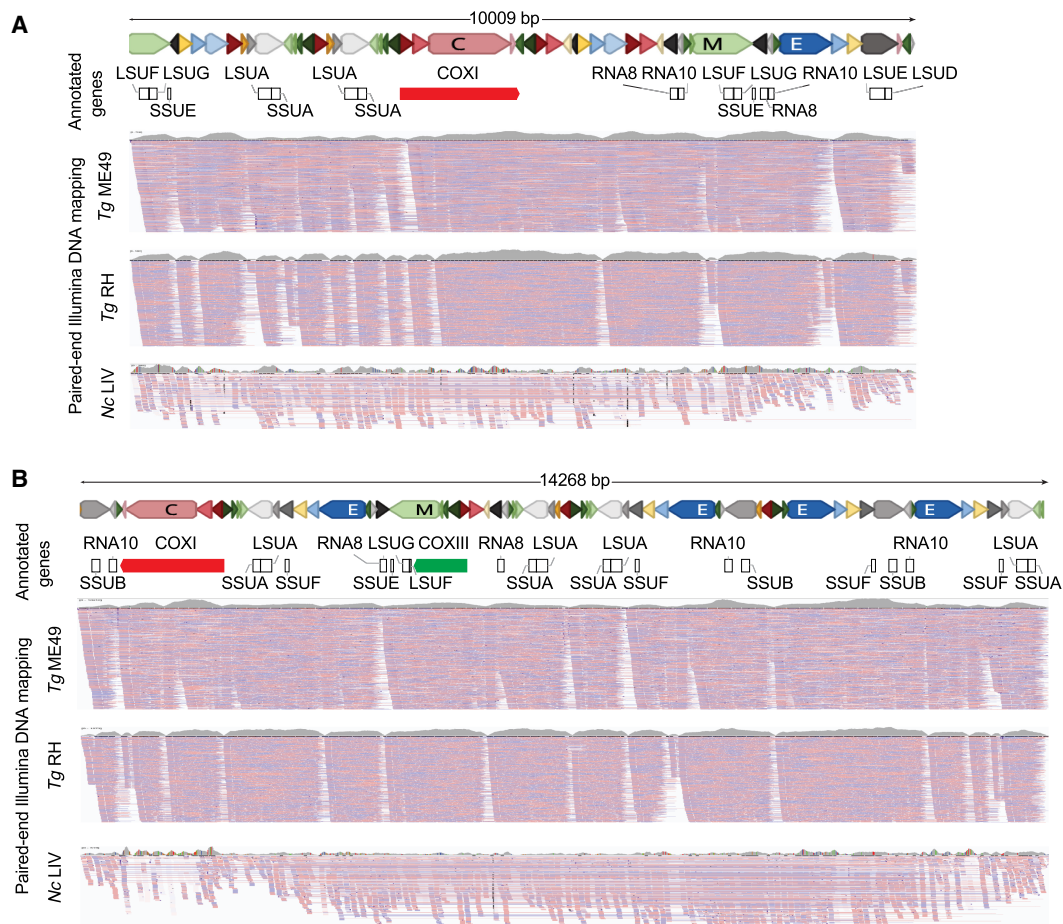 A
10009 bp
C M E
Annotated genes
LSUF LSUG LSUA LSUA COXI RNA8 RNA10 LSUF LSUG RNA10 LSUE LSUD
SSUE SSUA SSUA SSUE RNA8
Paired-end Illumina DNA mapping
Tg ME49
Tg RH
Nc LIV
B
14268 bp
C E M E E E
Annotated genes
RNA10 COXI LSUA RNA8 LSUG COXIII RNA8 LSUA LSUA RNA10 RNA10 LSUA
SSUB SSUA SSUF SSUE LSUF SSUA SSUA SSUF SSUB SSUF SSUB SSUF SSUA
Paired-end Illumina DNA mapping
Tg ME49
Tg RH
Nc LIV